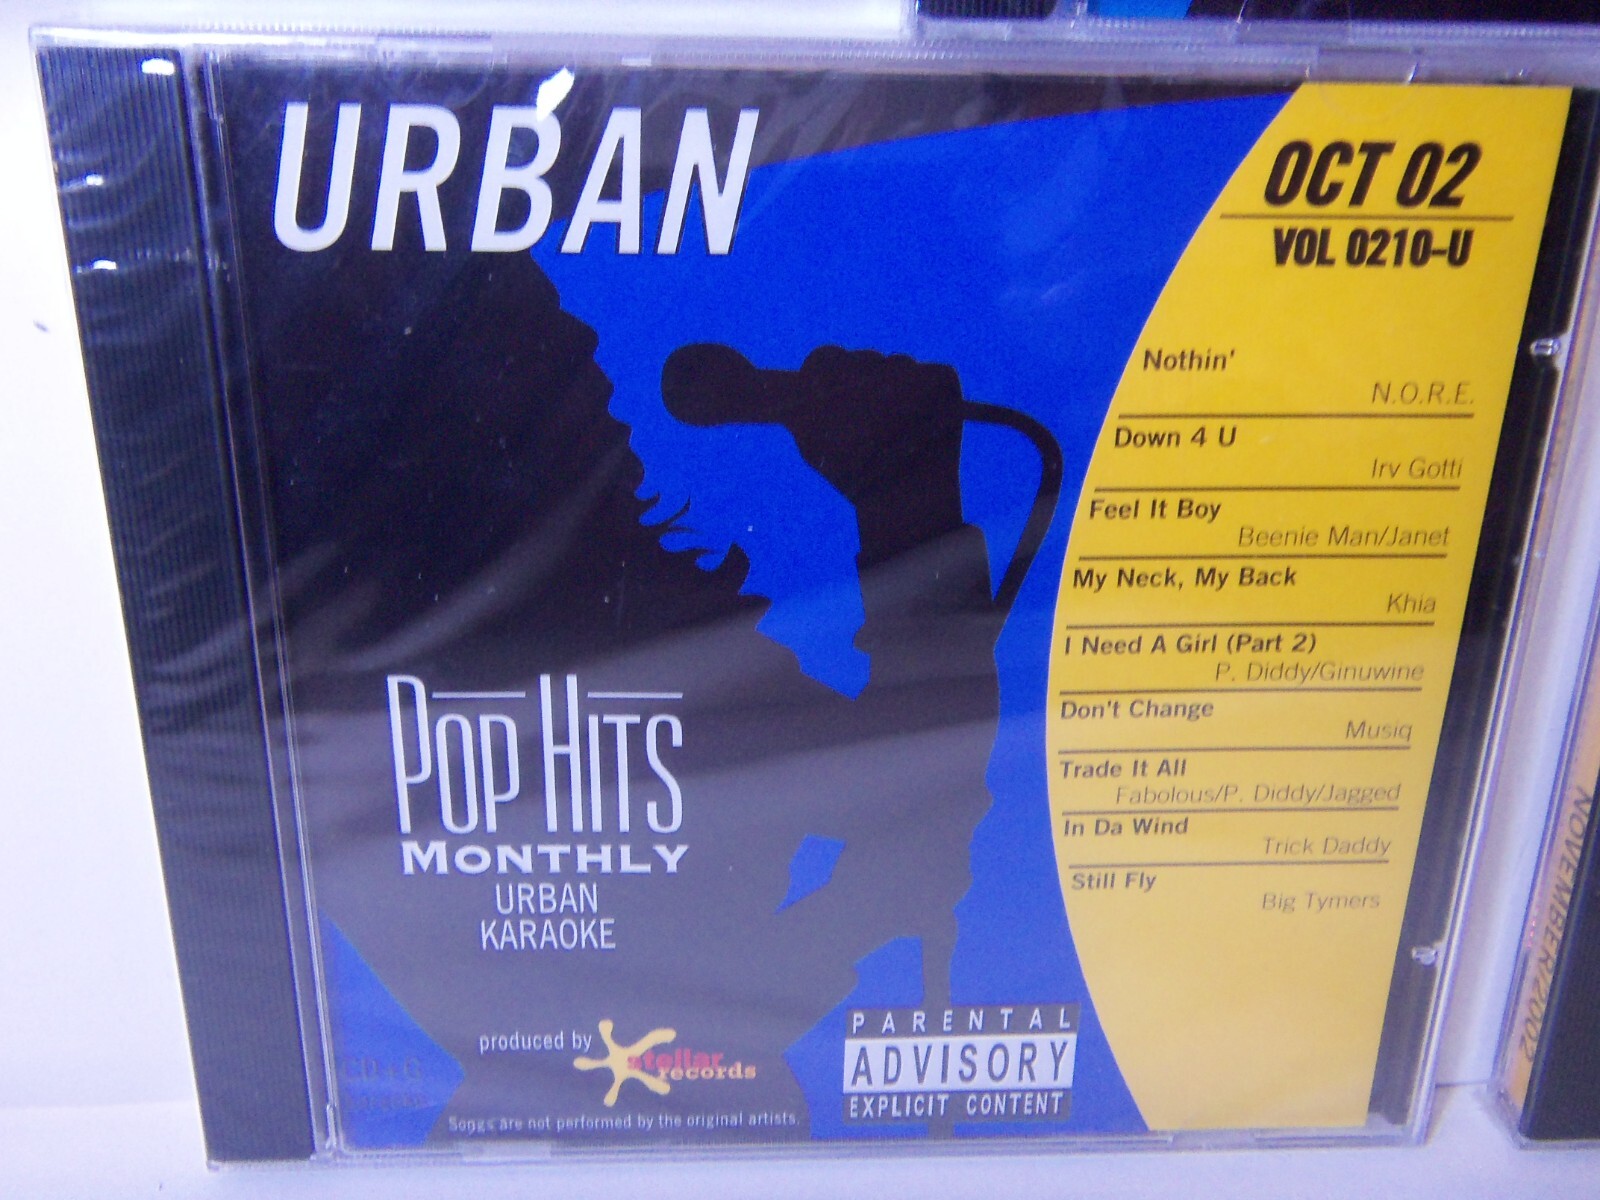 URBAN
OCT 02
VOL 0210-U
Nothin'
N.O.R.E.
Down 4 U
Irv Gotti
Feel It Boy
Beenie Man/Janet
My Neck, My Back
Khia
I Need A Girl (Part 2)
P. Diddy/Ginuwine
Don't Change
Musiq
Trade It All
Fabolous/P. Diddy/Jagged
In Da Wind
Trick Daddy
Still Fly
Big Tymers
POP HITS
MONTHLY
URBAN
KARAOKE
produced by
stellar
records
CD+G
Songs are not performed by the original artists.
PARENTAL
ADVISORY
EXPLICIT CONTENT
NOVEMBER/2002